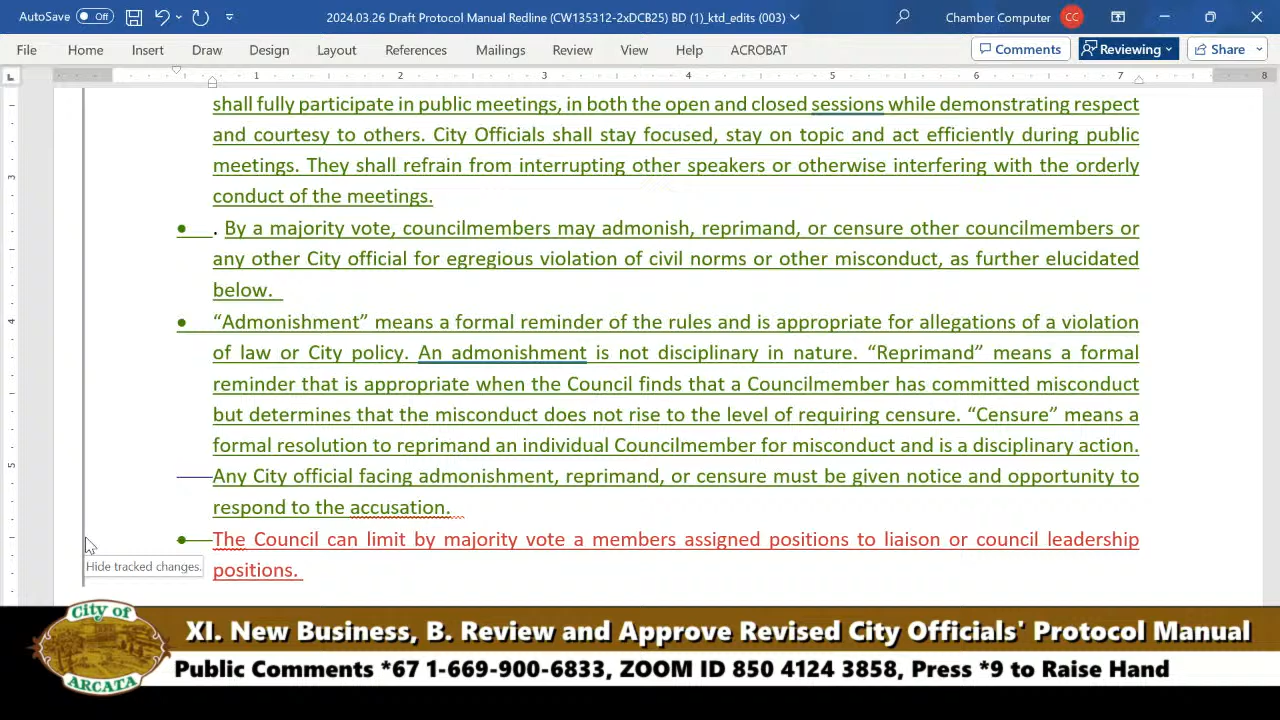 AutoSave Off 2024.03.26 Draft Protocol Manual Redline (CW135312-2xDCB25) BD (1)_ktd_edits (003) Chamber Computer CC
File Home Insert Draw Design Layout References Mailings Review View Help ACROBAT Comments Reviewing Share
1 2 3 4 5 6 7 8
shall fully participate in public meetings, in both the open and closed sessions while demonstrating respect
and courtesy to others. City Officials shall stay focused, stay on topic and act efficiently during public
3
meetings. They shall refrain from interrupting other speakers or otherwise interfering with the orderly
conduct of the meetings.
• . By a majority vote, councilmembers may admonish, reprimand, or censure other councilmembers or
any other City official for egregious violation of civil norms or other misconduct, as further elucidated
below.
4
• “Admonishment” means a formal reminder of the rules and is appropriate for allegations of a violation
of law or City policy. An admonishment is not disciplinary in nature. “Reprimand” means a formal
reminder that is appropriate when the Council finds that a Councilmember has committed misconduct
but determines that the misconduct does not rise to the level of requiring censure. “Censure” means a
formal resolution to reprimand an individual Councilmember for misconduct and is a disciplinary action.
5
Any City official facing admonishment, reprimand, or censure must be given notice and opportunity to
respond to the accusation.
• The Council can limit by majority vote a members assigned positions to liaison or council leadership
positions.
Hide tracked changes.
City of
ARCATA
XI. New Business, B. Review and Approve Revised City Officials' Protocol Manual
Public Comments *67 1-669-900-6833, ZOOM ID 850 4124 3858, Press *9 to Raise Hand